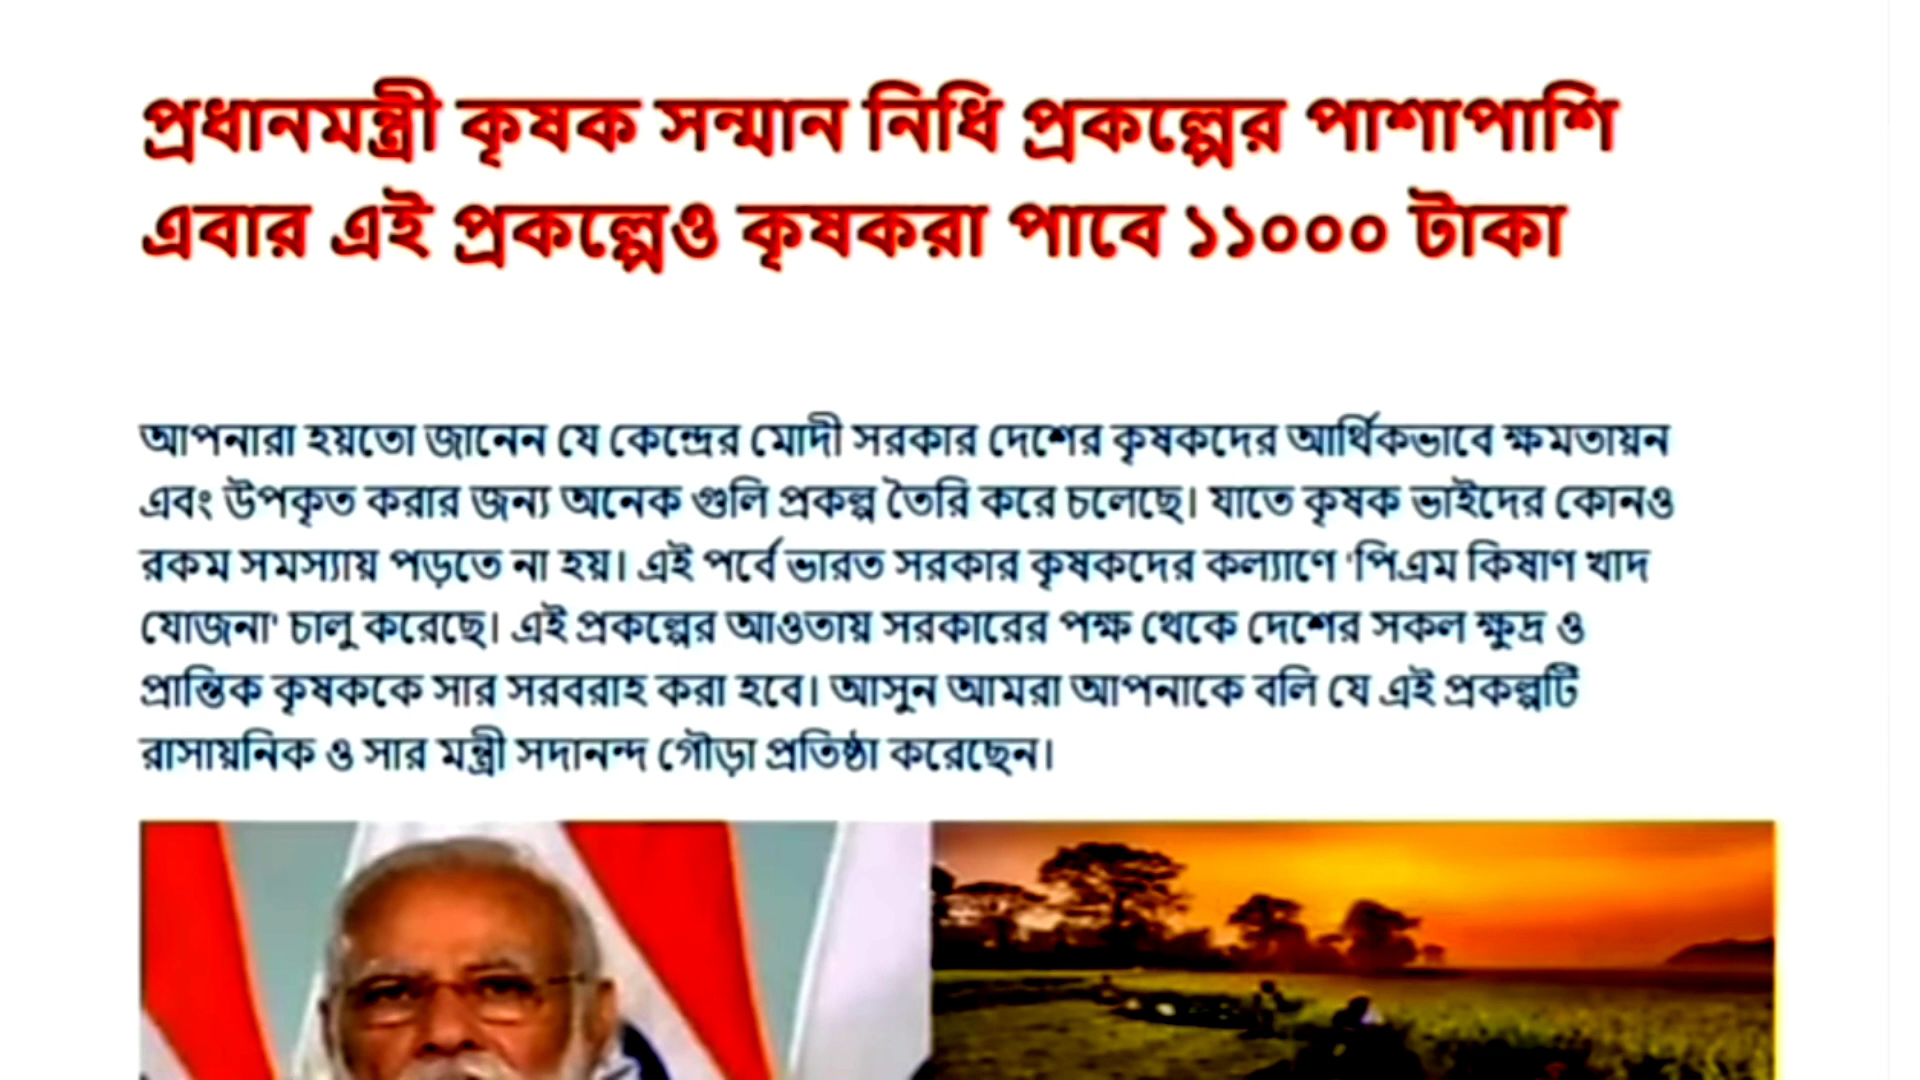 প্রধানমন্ত্রী কৃষক সন্মান নিধি প্রকল্পের পাশাপাশি
এবার এই প্রকল্পেও কৃষকরা পাবে ১১০০০ টাকা
আপনারা হয়তো জানেন যে কেন্দ্রের মোদী সরকার দেশের কৃষকদের আর্থিকভাবে ক্ষমতায়ন
এবং উপকৃত করার জন্য অনেক গুলি প্রকল্প তৈরি করে চলেছে। যাতে কৃষক ভাইদের কোনও
রকম সমস্যায় পড়তে না হয়। এই পর্বে ভারত সরকার কৃষকদের কল্যাণে 'পিএম কিষাণ খাদ
যোজনা' চালু করেছে। এই প্রকল্পের আওতায় সরকারের পক্ষ থেকে দেশের সকল ক্ষুদ্র ও
প্রান্তিক কৃষককে সার সরবরাহ করা হবে। আসুন আমরা আপনাকে বলি যে এই প্রকল্পটি
রাসায়নিক ও সার মন্ত্রী সদানন্দ গৌড়া প্রতিষ্ঠা করেছেন।